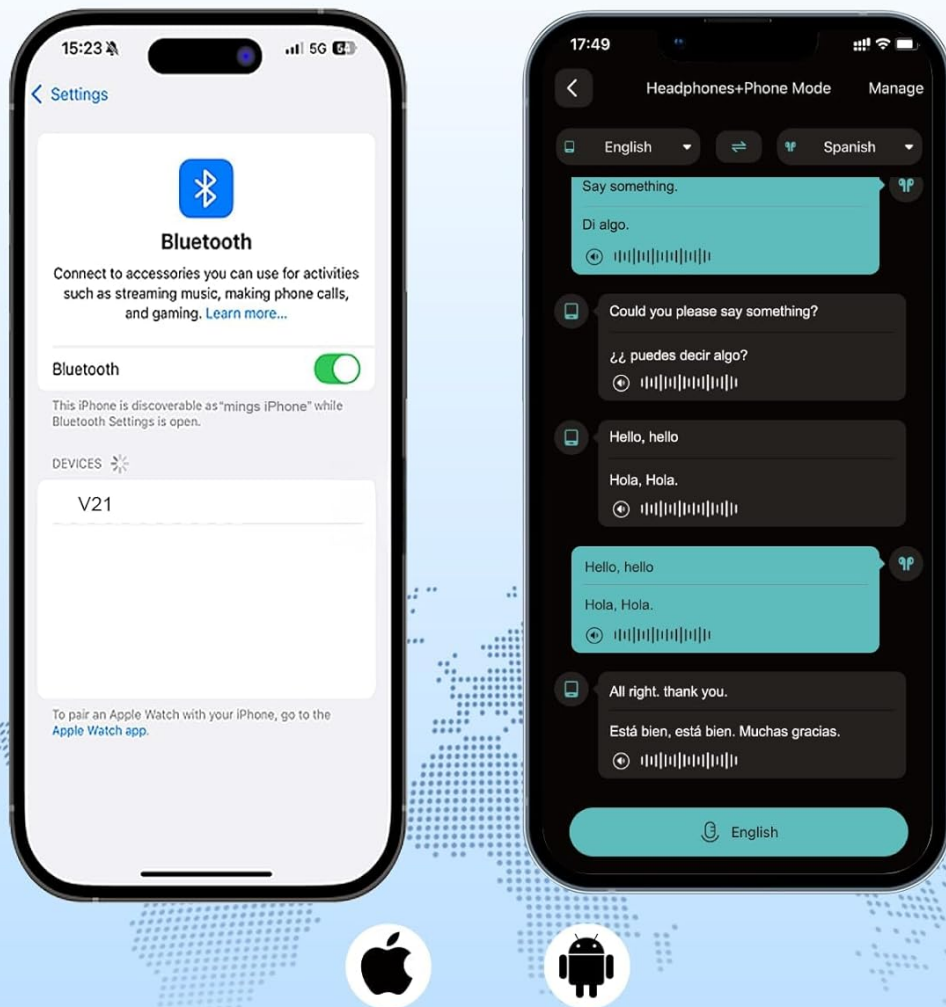 15:23
5G 64
Settings
Bluetooth
Connect to accessories you can use for activities
such as streaming music, making phone calls,
and gaming. Learn more...
Bluetooth
This iPhone is discoverable as“mings iPhone” while
Bluetooth Settings is open.
DEVICES
V21
To pair an Apple Watch with your iPhone, go to the
Apple Watch app.
17:49
Headphones+Phone Mode
Manage
English
Spanish
Say something.
Di algo.
Could you please say something?
¿¿ puedes decir algo?
Hello, hello
Hola, Hola.
Hello, hello
Hola, Hola.
All right. thank you.
Está bien, está bien. Muchas gracias.
English